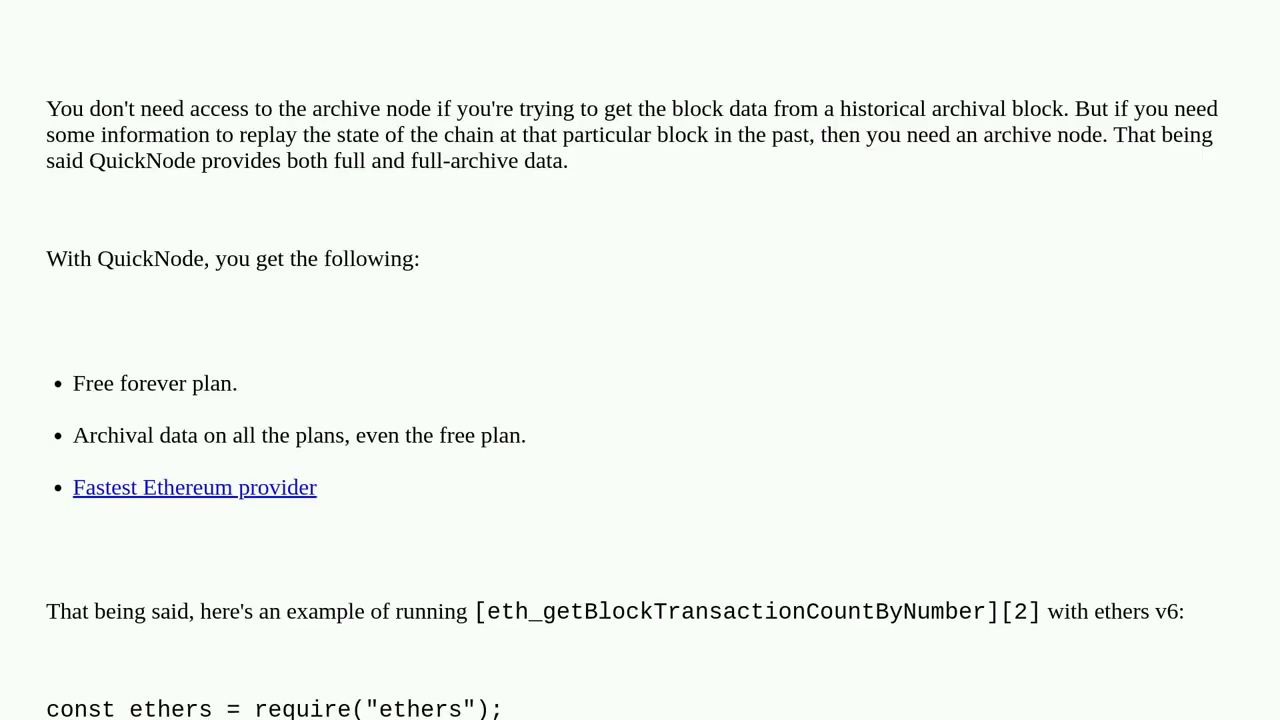 You don't need access to the archive node if you're trying to get the block data from a historical archival block. But if you need
some information to replay the state of the chain at that particular block in the past, then you need an archive node. That being
said QuickNode provides both full and full-archive data.
With QuickNode, you get the following:
• Free forever plan.
• Archival data on all the plans, even the free plan.
• Fastest Ethereum provider
That being said, here's an example of running [eth_getBlockTransactionCountByNumber][2] with ethers v6:
const ethers = require("ethers");